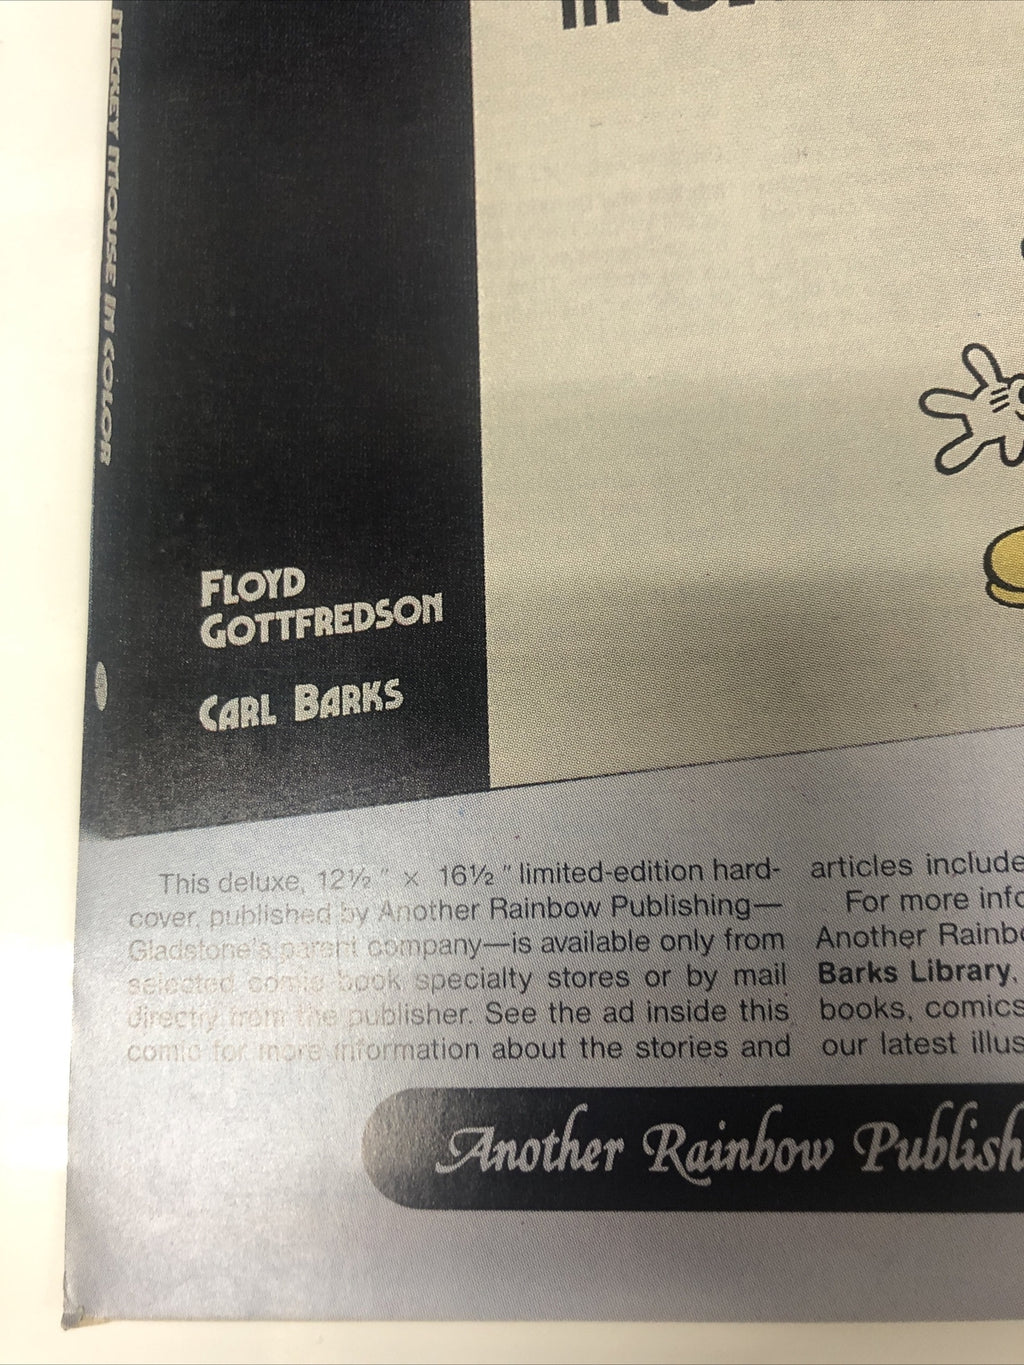 MICKEY MOUSE IN COLOR
FLOYD
GOTTFREDSON
CARL BARKS
This deluxe, 12½" × 16½" limited-edition hard-
cover, published by Another Rainbow Publishing—
Gladstone's parent company—is available only from
selected comic book specialty stores or by mail
directly from the publisher. See the ad inside this
comic for more information about the stories and
articles include
For more info
Another Rainb
Barks Library,
books, comics
our latest illus
Another Rainbow Publish